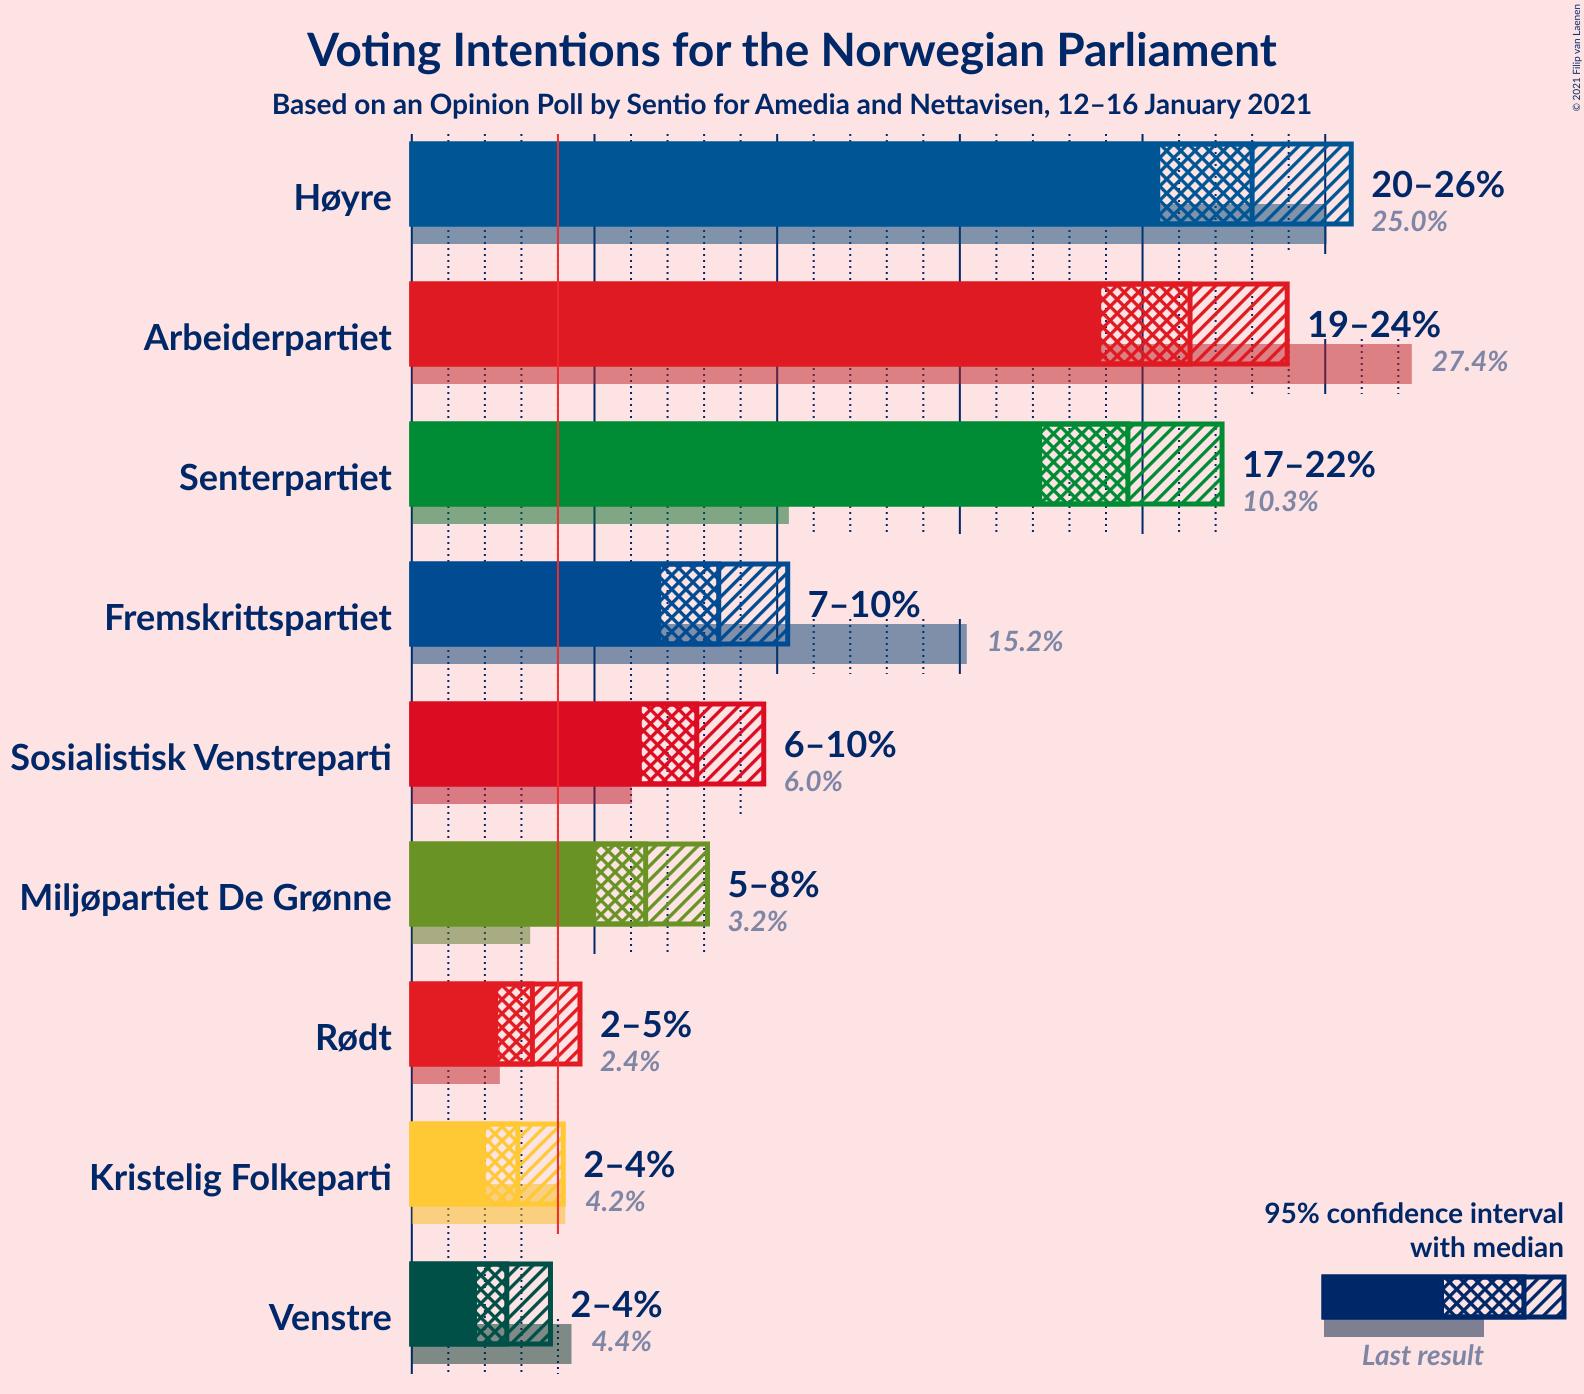 Voting Intentions for the Norwegian Parliament
Based on an Opinion Poll by Sentio for Amedia and Nettavisen, 12–16 January 2021
© 2021 Filip van Laenen
Høyre
20–26%
25.0%
Arbeiderpartiet
19–24%
27.4%
Senterpartiet
17–22%
10.3%
Fremskrittspartiet
7–10%
15.2%
Sosialistisk Venstreparti
6–10%
6.0%
Miljøpartiet De Grønne
5–8%
3.2%
Rødt
2–5%
2.4%
Kristelig Folkeparti
2–4%
4.2%
Venstre
2–4%
4.4%
95% confidence interval
with median
Last result